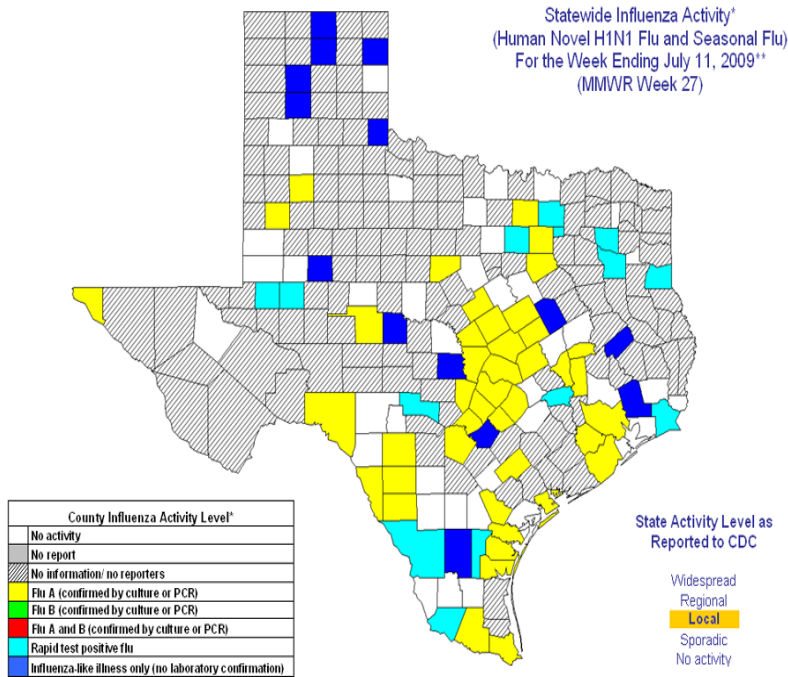 Statewide Influenza Activity*
(Human Novel H1N1 Flu and Seasonal Flu)
For the Week Ending July 11, 2009**
(MMWR Week 27)
County Influenza Activity Level*
No activity
No report
No information/ no reporters
Flu A (confirmed by culture or PCR)
Flu B (confirmed by culture or PCR)
Flu A and B (confirmed by culture or PCR)
Rapid test positive flu
Influenza-like illness only (no laboratory confirmation)
State Activity Level as
Reported to CDC
Widespread
Regional
Local
Sporadic
No activity